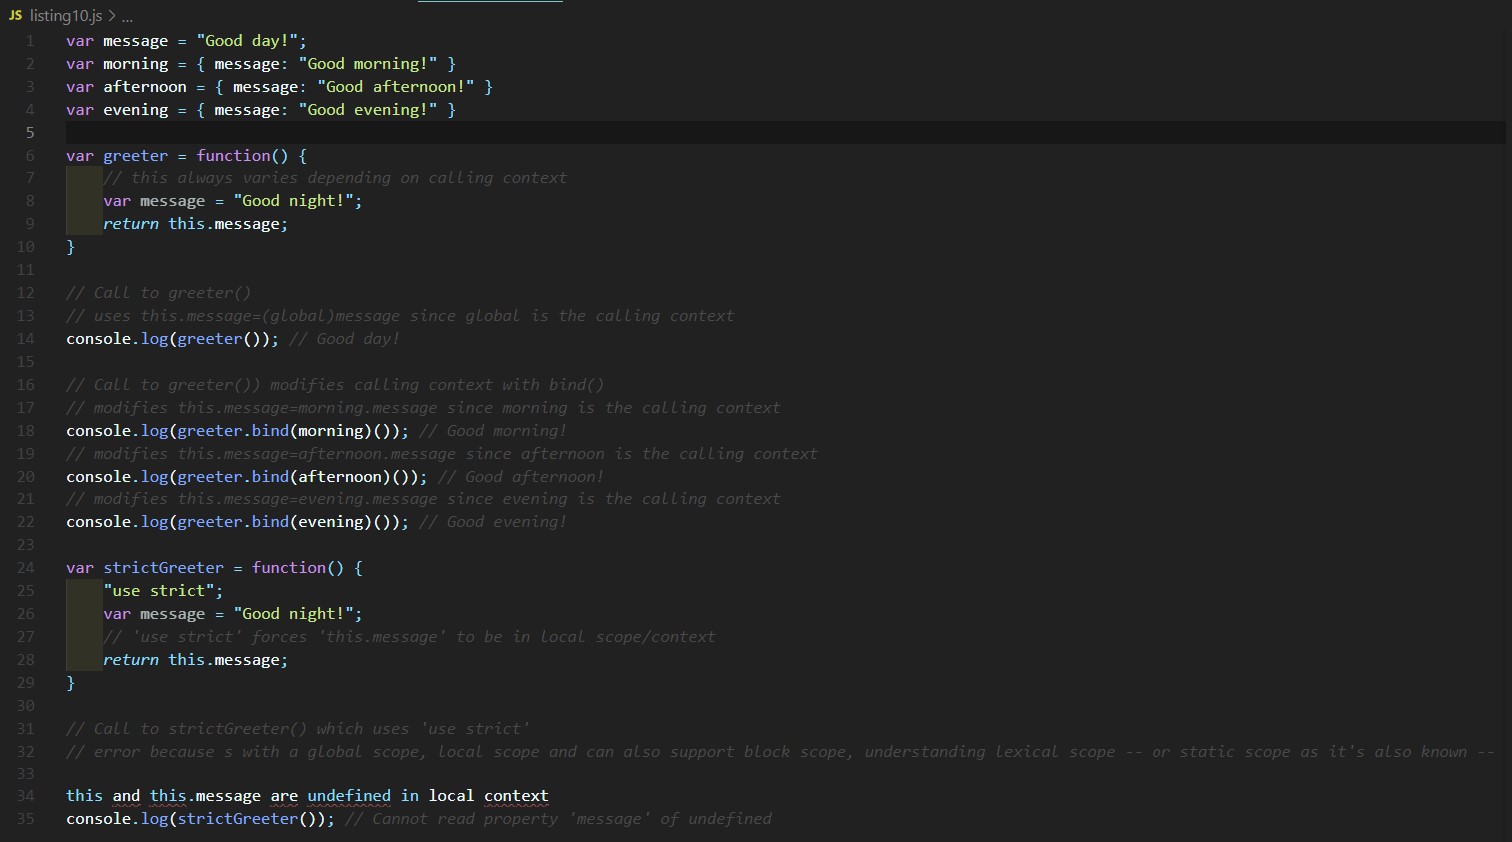 JS listing10.js > ...
1 var message = "Good day!";
2 var morning = { message: "Good morning!" }
3 var afternoon = { message: "Good afternoon!" }
4 var evening = { message: "Good evening!" }
5
6 var greeter = function() {
7 // this always varies depending on calling context
8 var message = "Good night!";
9 return this.message;
10 }
11
12 // Call to greeter()
13 // uses this.message=(global)message since global is the calling context
14 console.log(greeter()); // Good day!
15
16 // Call to greeter()) modifies calling context with bind()
17 // modifies this.message=morning.message since morning is the calling context
18 console.log(greeter.bind(morning)()); // Good morning!
19 // modifies this.message=afternoon.message since afternoon is the calling context
20 console.log(greeter.bind(afternoon)()); // Good afternoon!
21 // modifies this.message=evening.message since evening is the calling context
22 console.log(greeter.bind(evening)()); // Good evening!
23
24 var strictGreeter = function() {
25 "use strict";
26 var message = "Good night!";
27 // 'use strict' forces 'this.message' to be in local scope/context
28 return this.message;
29 }
30
31 // Call to strictGreeter() which uses 'use strict'
32 // error because s with a global scope, local scope and can also support block scope, understanding lexical scope -- or static scope as it's also known --
33
34 this and this.message are undefined in local context
35 console.log(strictGreeter()); // Cannot read property 'message' of undefined